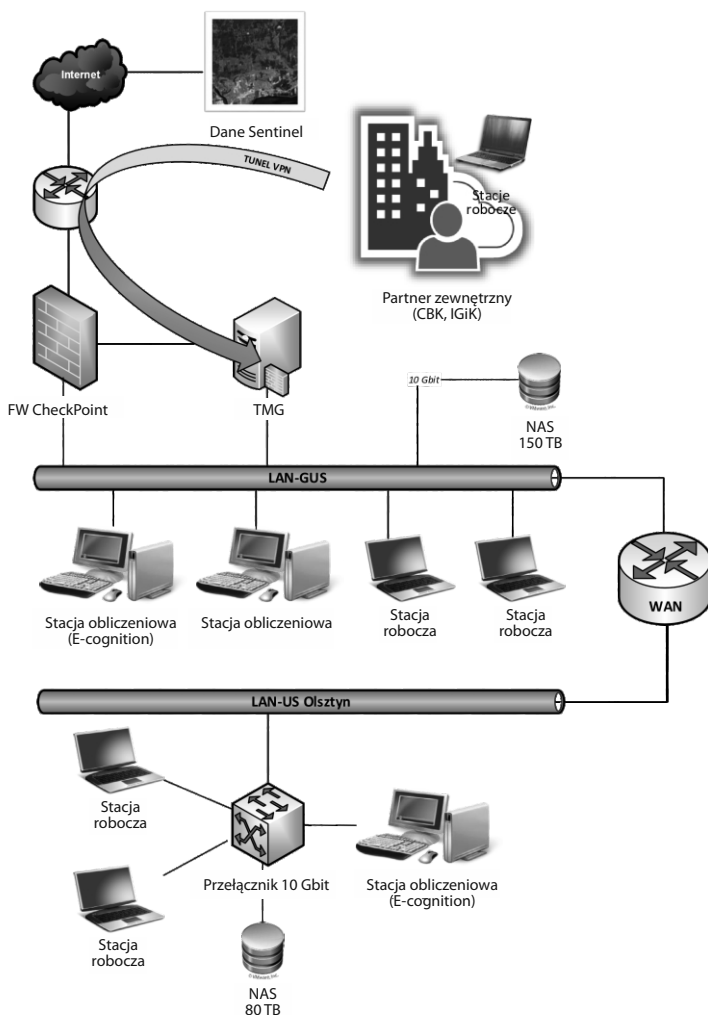 Internet
Dane Sentinel
TUNEL VPN
Stacje
robocze
Partner zewnętrzny
(CBK, IGiK)
FW CheckPoint
TMG
10 Gbit
NAS
150 TB
LAN-GUS
Stacja obliczeniowa
(E-cognition)
Stacja obliczeniowa
Stacja
robocza
Stacja
robocza
WAN
LAN-US Olsztyn
Stacja
robocza
Przełącznik 10 Gbit
Stacja obliczeniowa
(E-cognition)
Stacja
robocza
NAS
80 TB